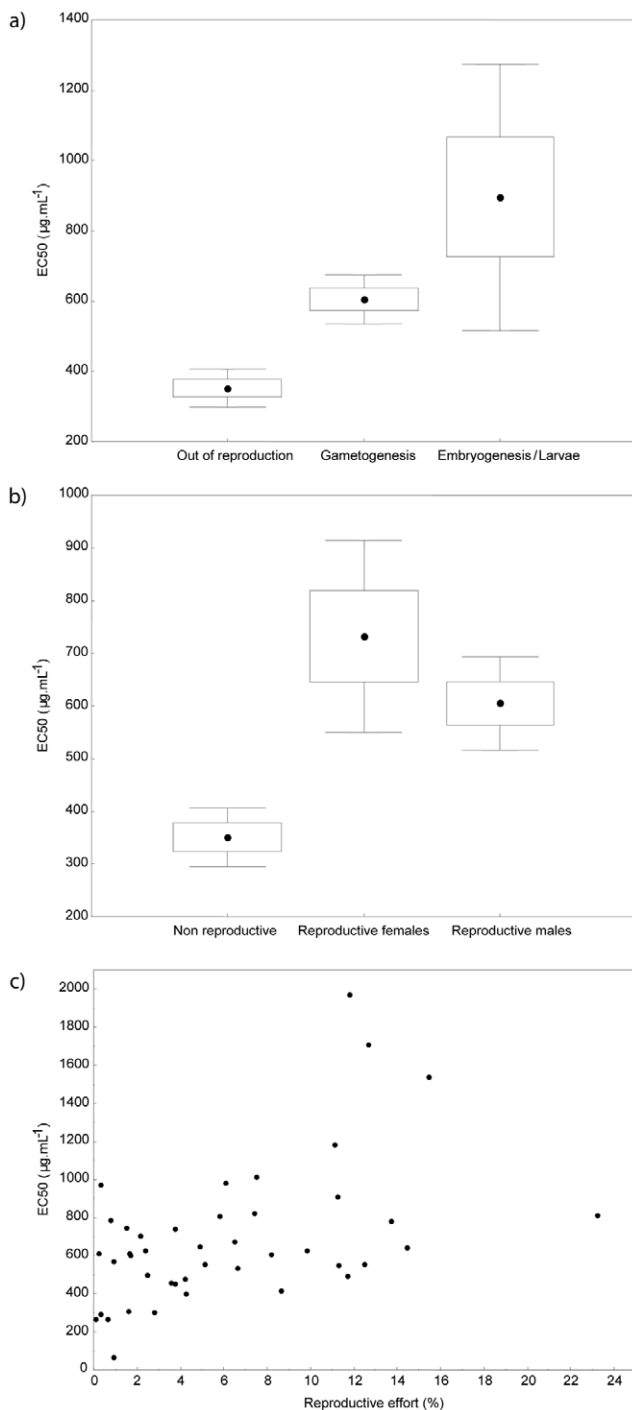 a)
1400
1200
1000
800
600
400
200
EC50 (µg.mL⁻¹)
Out of reproduction Gametogenesis Embryogenesis/Larvae
b)
1000
900
800
700
600
500
400
300
200
EC50 (µg.mL⁻¹)
Non reproductive Reproductive females Reproductive males
c)
2000
1800
1600
1400
1200
1000
800
600
400
200
0
EC50 (µg.mL⁻¹)
0 2 4 6 8 10 12 14 16 18 20 22 24
Reproductive effort (%)